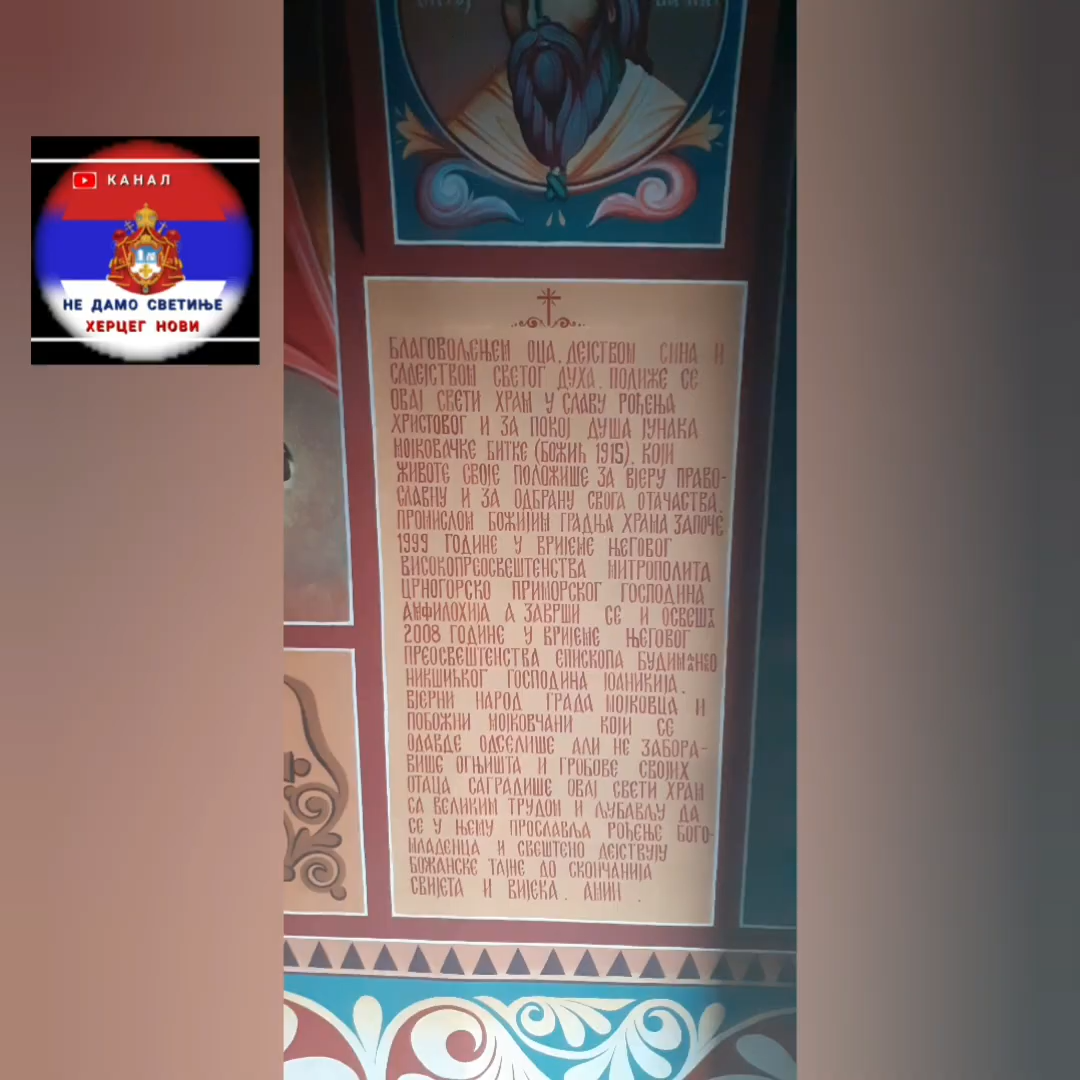 КАНАЛ
НЕ ДАМО СВЕТИЊЕ
ХЕРЦЕГ НОВИ
БЛАГОВОЉЕЊЕМ ОЦА, ДЕЈСТВОМ СИНА И
САДЕЈСТВОМ СВЕТОГ ДУХА, ПОДИЖЕ СЕ
ОВАЈ СВЕТИ ХРАМ У СЛАВУ РОЂЕЊА
ХРИСТОВОГ И ЗА ПОКОЈ ДУША ЈУНАКА
МОЈКОВАЧКЕ БИТКЕ (БОЖИЋ 1915), КОЈИ
ЖИВОТЕ СВОЈЕ ПОЛОЖИШЕ ЗА ВЈЕРУ ПРАВО-
СЛАВНУ И ЗА ОДБРАНУ СВОГА ОТАЧАСТВА.
ПРОМИСЛОМ БОЖИЈИМ ГРАДЊА ХРАМА ЗАПОЧЕ
1999 ГОДИНЕ У ВРИЈЕМЕ ЊЕГОВОГ
ВИСОКОПРЕОСВЕШТЕНСТВА МИТРОПОЛИТА
ЦРНОГОРСКО ПРИМОРСКОГ ГОСПОДИНА
АМФИЛОХИЈА А ЗАВРШИ СЕ И ОСВЕШТА
2008 ГОДИНЕ У ВРИЈЕМЕ ЊЕГОВОГ
ПРЕОСВЕШТЕНСТВА ЕПИСКОПА БУДИМЉАНСКО
НИКШИЋКОГ ГОСПОДИНА ЈОАНИКИЈА.
ВЈЕРНИ НАРОД ГРАДА МОЈКОВЦА И
ПОБОЖНИ МОЈКОВЧАНИ КОЈИ СЕ
ОДАВДЕ ОДСЕЛИШЕ АЛИ НЕ ЗАБОРА-
ВИШЕ ОГЊИШТА И ГРОБОВЕ СВОЈИХ
ОТАЦА САГРАДИШЕ ОВАЈ СВЕТИ ХРАМ
СА ВЕЛИКИМ ТРУДОМ И ЉУБАВЉУ ДА
СЕ У ЊЕМУ ПРОСЛАВЉА РОЂЕЊЕ БОГО-
МЛАДЕНЦА И СВЕШТЕНО ДЕЈСТВУЈУ
БОЖАНСКЕ ТАЈНЕ ДО СКОНЧАНИЈА
СВИЈЕТА И ВИЈЕКА. АМИН.